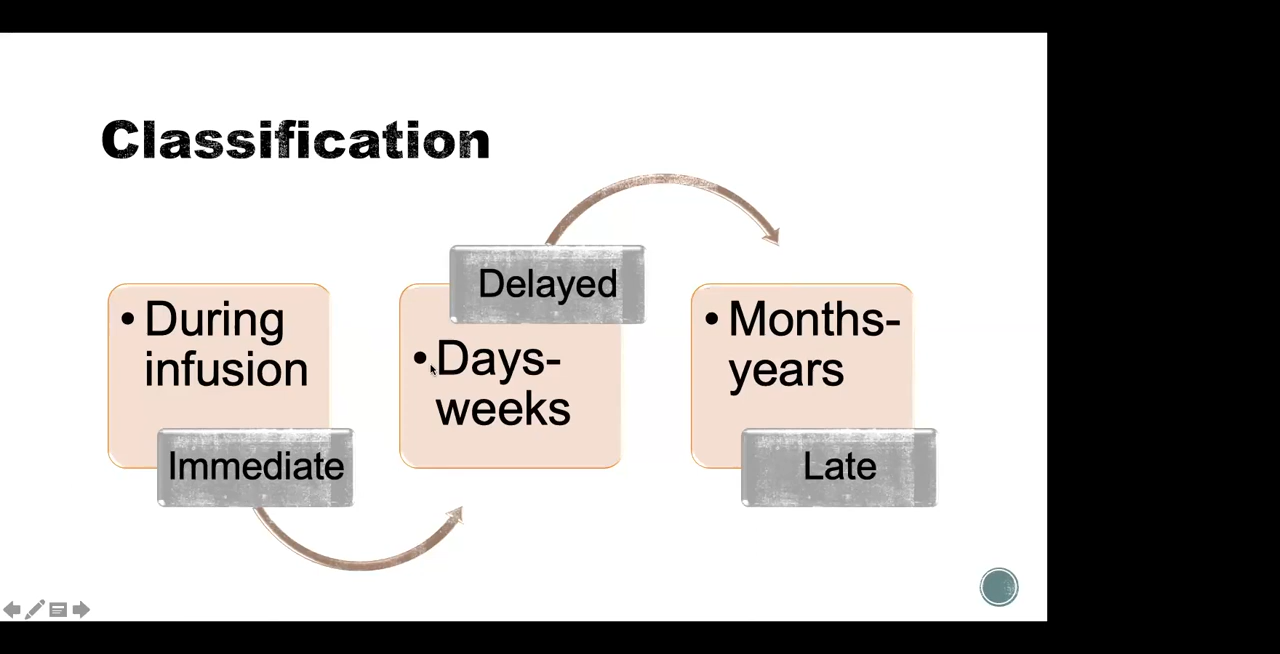 Classification
• During
infusion
Immediate
Delayed
• Days-
weeks
• Months-
years
Late